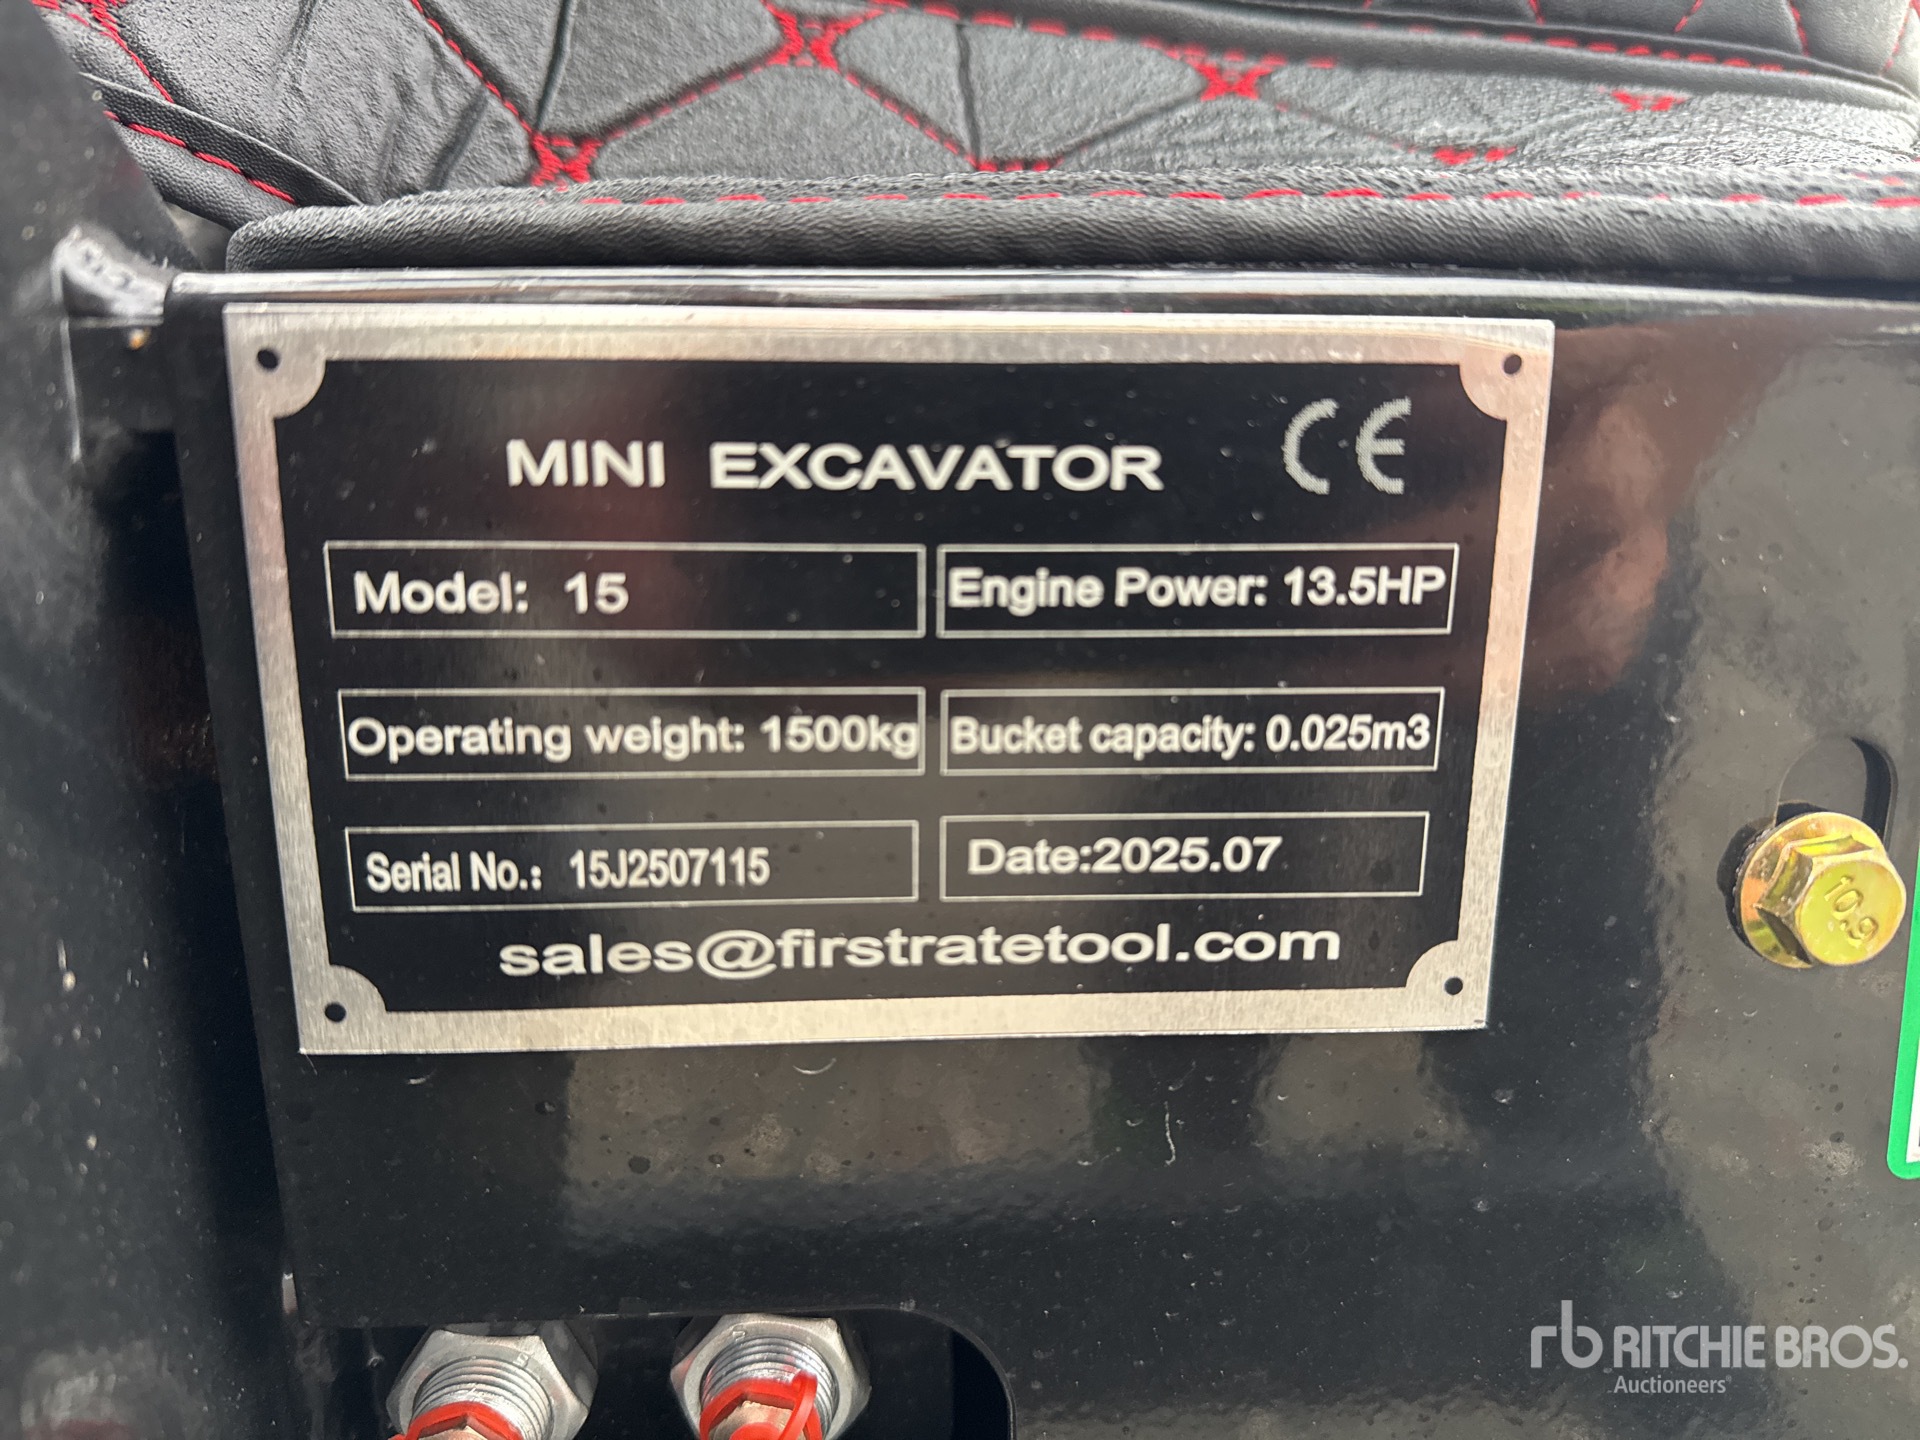 MINI EXCAVATOR CE
Model: 15
Engine Power: 13.5HP
Operating weight: 1500kg
Bucket capacity: 0.025m3
Serial No.: 15J2507115
Date:2025.07
sales@firstratetool.com
10.9
rb RITCHIE BROS.
Auctioneers